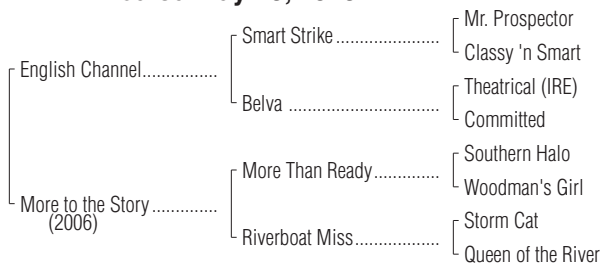 Mr. Prospector
Smart Strike
Classy 'n Smart
English Channel
Theatrical (IRE)
Belva
Committed
Southern Halo
More Than Ready
Woodman's Girl
More to the Story
(2006)
Storm Cat
Riverboat Miss
Queen of the River